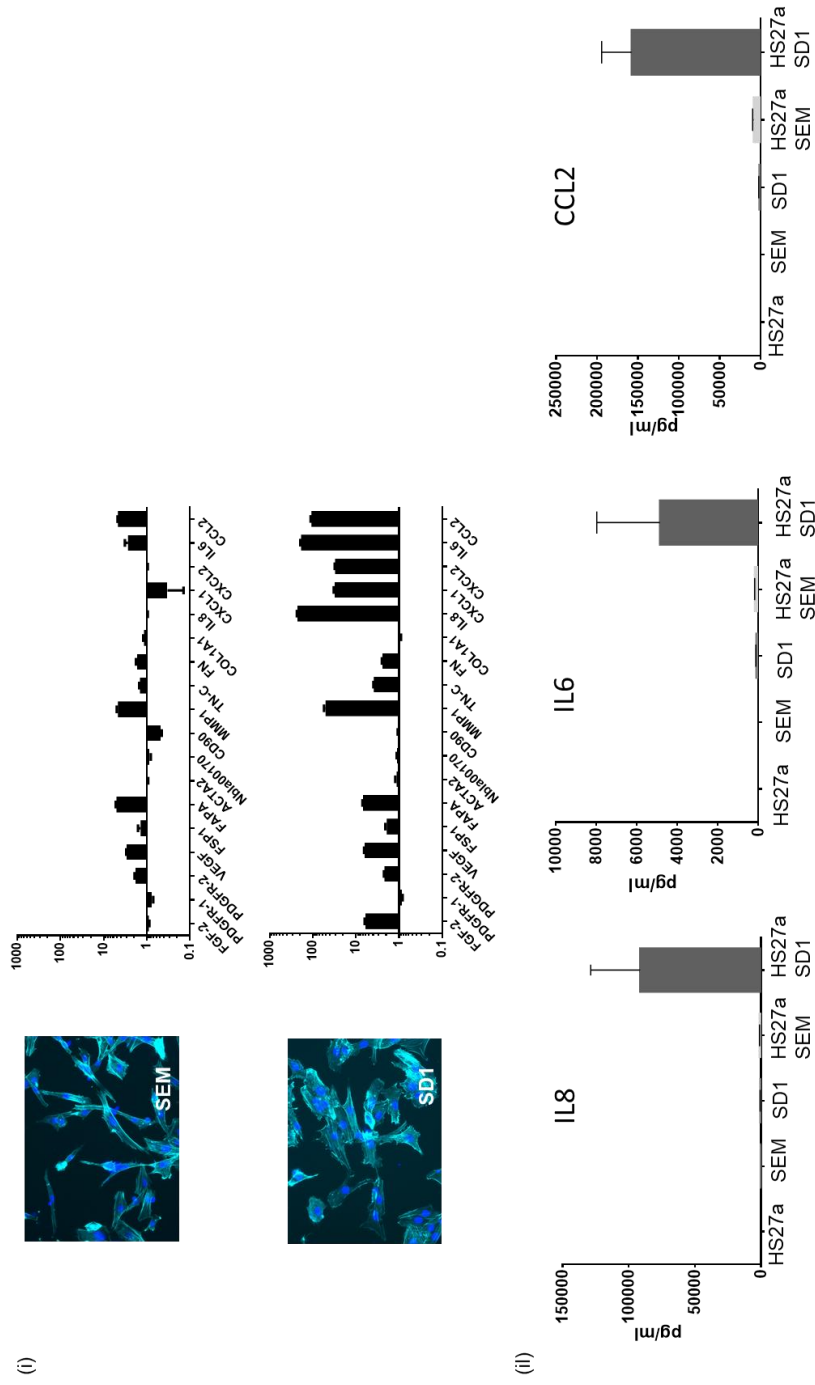 (i)
SEM
1000
100
10
1
0.1
FGF-2
PDGFR-1
PDGFR-2
VEGF
FSP1
FAPA
ACTA2
Nbla00170
CD90
MMP1
TN-C
FN
COL1A1
IL8
CXCL1
CXCL2
IL6
CCL2
SD1
1000
100
10
1
0.1
FGF-2
PDGFR-1
PDGFR-2
VEGF
FSP1
FAPA
ACTA2
Nbla00170
CD90
MMP1
TN-C
FN
COL1A1
IL8
CXCL1
CXCL2
IL6
CCL2
(ii)
IL8
pg/ml
150000
100000
50000
0
HS27a
SEM
SD1
HS27a
SEM
HS27a
SD1
IL6
pg/ml
10000
8000
6000
4000
2000
0
HS27a
SEM
SD1
HS27a
SEM
HS27a
SD1
CCL2
pg/ml
250000
200000
150000
100000
50000
0
HS27a
SEM
SD1
HS27a
SEM
HS27a
SD1